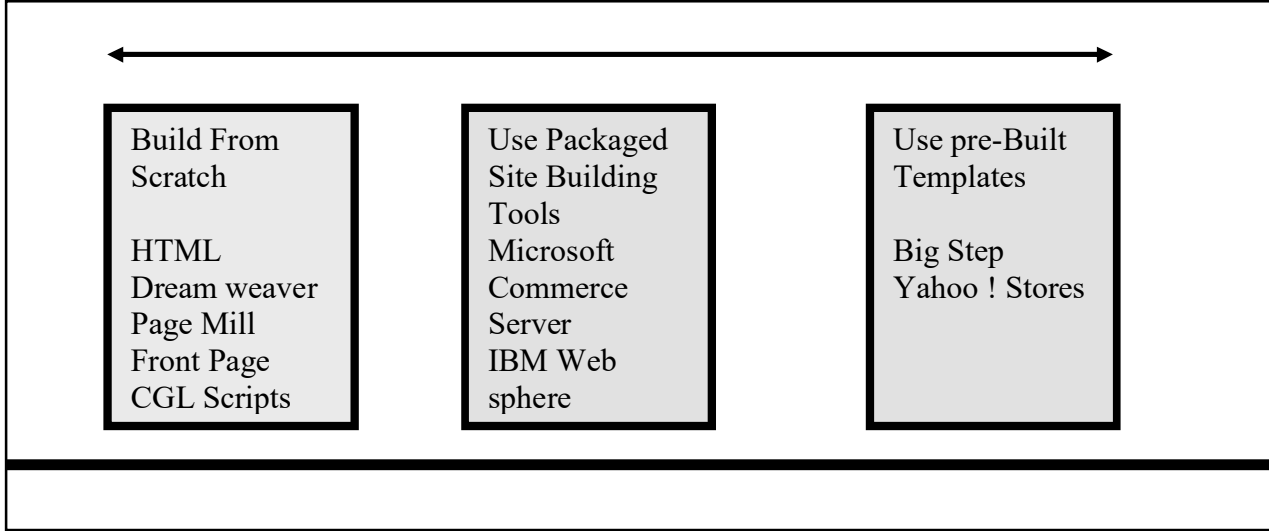 Build From
Scratch
HTML
Dream weaver
Page Mill
Front Page
CGL Scripts
Use Packaged
Site Building
Tools
Microsoft
Commerce
Server
IBM Web
sphere
Use pre-Built
Templates
Big Step
Yahoo ! Stores